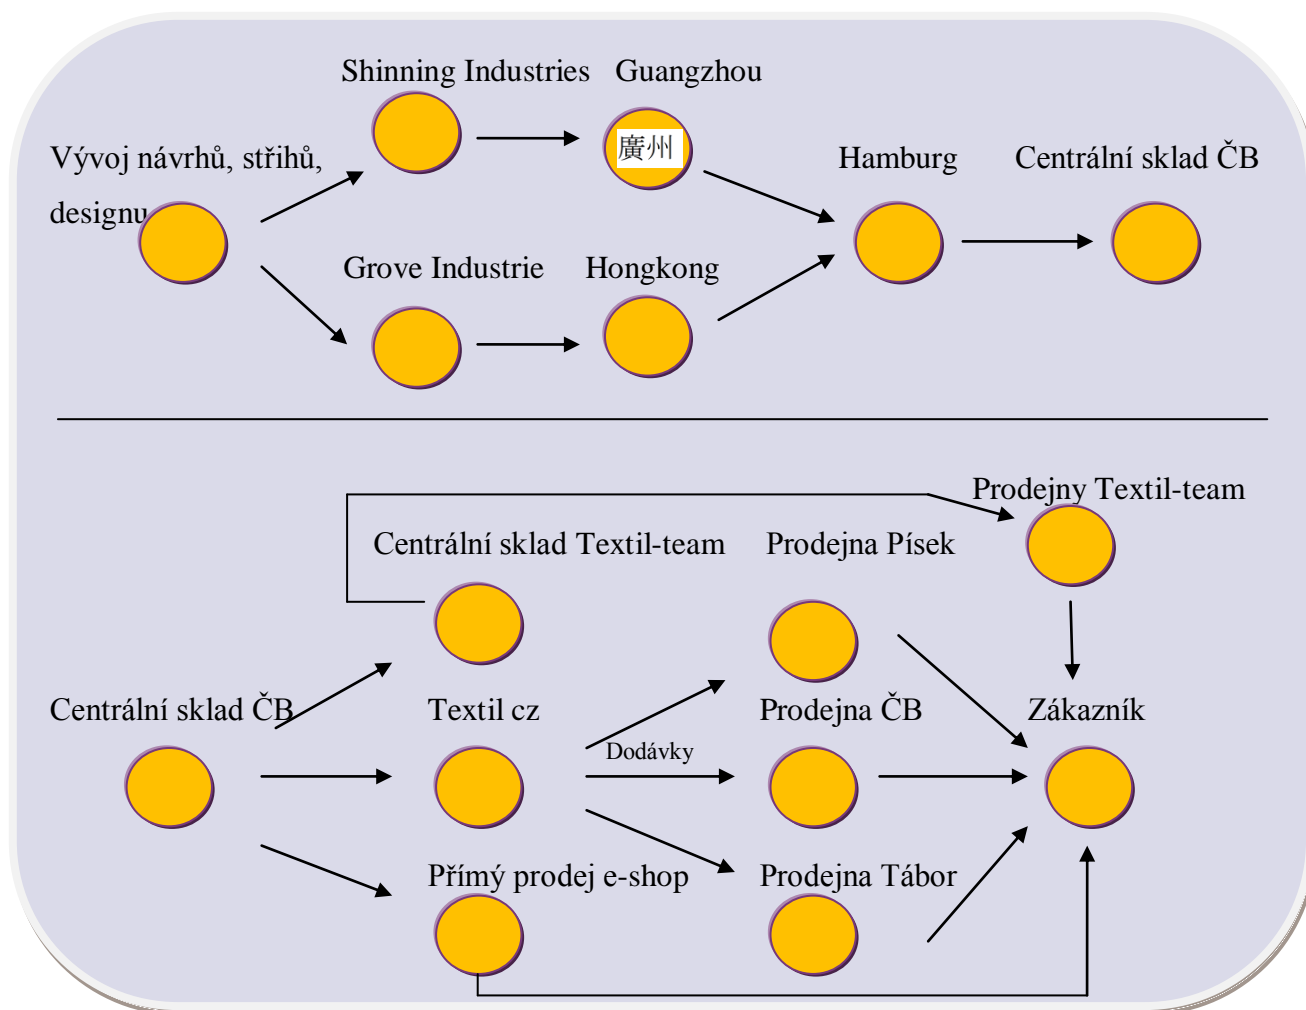 Shinning Industries
Guangzhou
廣州
Vývoj návrhů, střihů,
designu
Hamburg
Centrální sklad ČB
Grove Industrie
Hongkong
Prodejny Textil-team
Centrální sklad Textil-team
Prodejna Písek
Centrální sklad ČB
Textil cz
Prodejna ČB
Zákazník
Dodávky
Přímý prodej e-shop
Prodejna Tábor